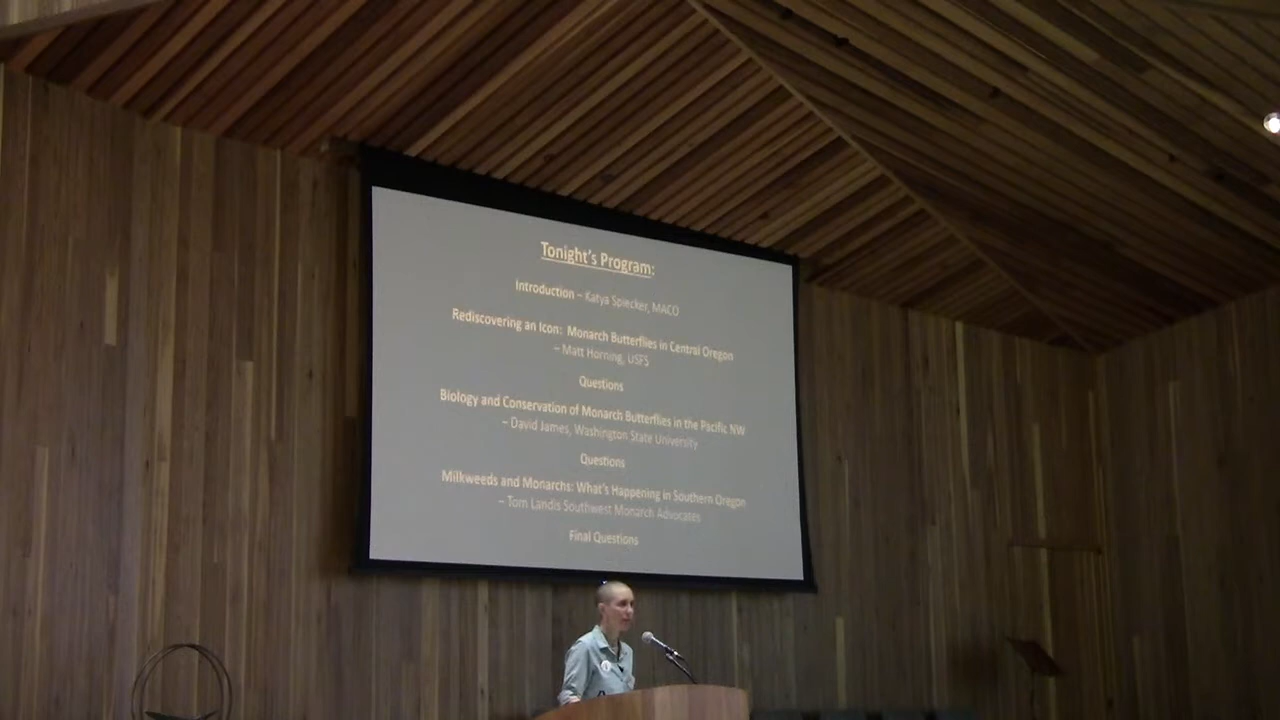 Tonight's Program:
Introduction – Katya Spiecker, MACO
Rediscovering an Icon: Monarch Butterflies in Central Oregon
– Matt Horning, USFS
Questions
Biology and Conservation of Monarch Butterflies in the Pacific NW
– David James, Washington State University
Questions
Milkweeds and Monarchs: What's Happening in Southern Oregon
– Tom Landis Southwest Monarch Advocates
Final Questions